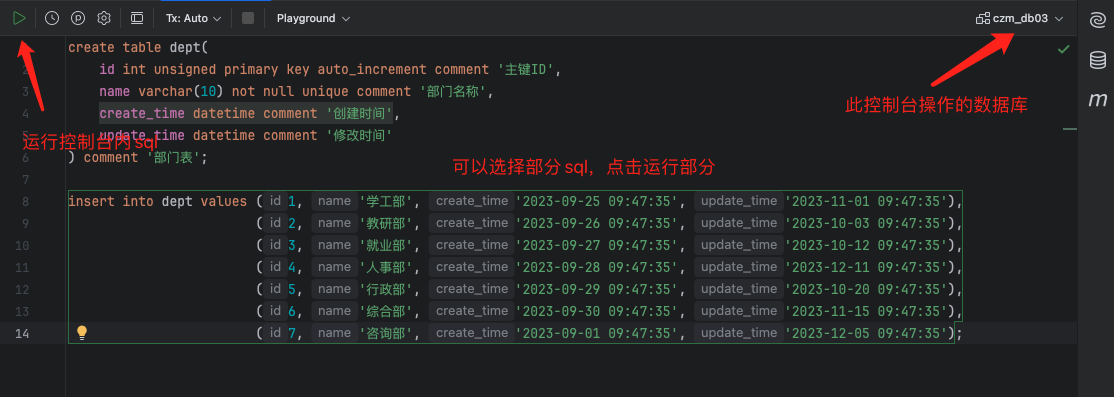 Tx: Auto Playground czm_db03
create table dept(
2 id int unsigned primary key auto_increment comment '主键ID',
3 name varchar(10) not null unique comment '部门名称',
4 create_time datetime comment '创建时间',
此控制台操作的数据库
5 update_time datetime comment '修改时间'
运行控制台内 sql
6 ) comment '部门表';
可以选择部分 sql，点击运行部分
7
8 insert into dept values ( id 1, name '学工部', create_time '2023-09-25 09:47:35', update_time '2023-11-01 09:47:35'),
9 ( id 2, name '教研部', create_time '2023-09-26 09:47:35', update_time '2023-10-03 09:47:35'),
10 ( id 3, name '就业部', create_time '2023-09-27 09:47:35', update_time '2023-10-12 09:47:35'),
11 ( id 4, name '人事部', create_time '2023-09-28 09:47:35', update_time '2023-12-11 09:47:35'),
12 ( id 5, name '行政部', create_time '2023-09-29 09:47:35', update_time '2023-10-20 09:47:35'),
13 ( id 6, name '综合部', create_time '2023-09-30 09:47:35', update_time '2023-11-15 09:47:35'),
14 ( id 7, name '咨询部', create_time '2023-09-01 09:47:35', update_time '2023-12-05 09:47:35');
m